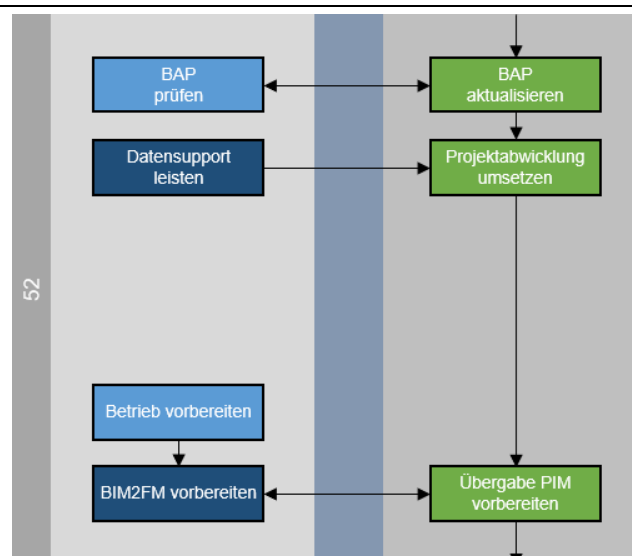 BAP
prüfen
BAP
aktualisieren
Datensupport
leisten
Projektabwicklung
umsetzen
52
Betrieb vorbereiten
BIM2FM vorbereiten
Übergabe PIM
vorbereiten